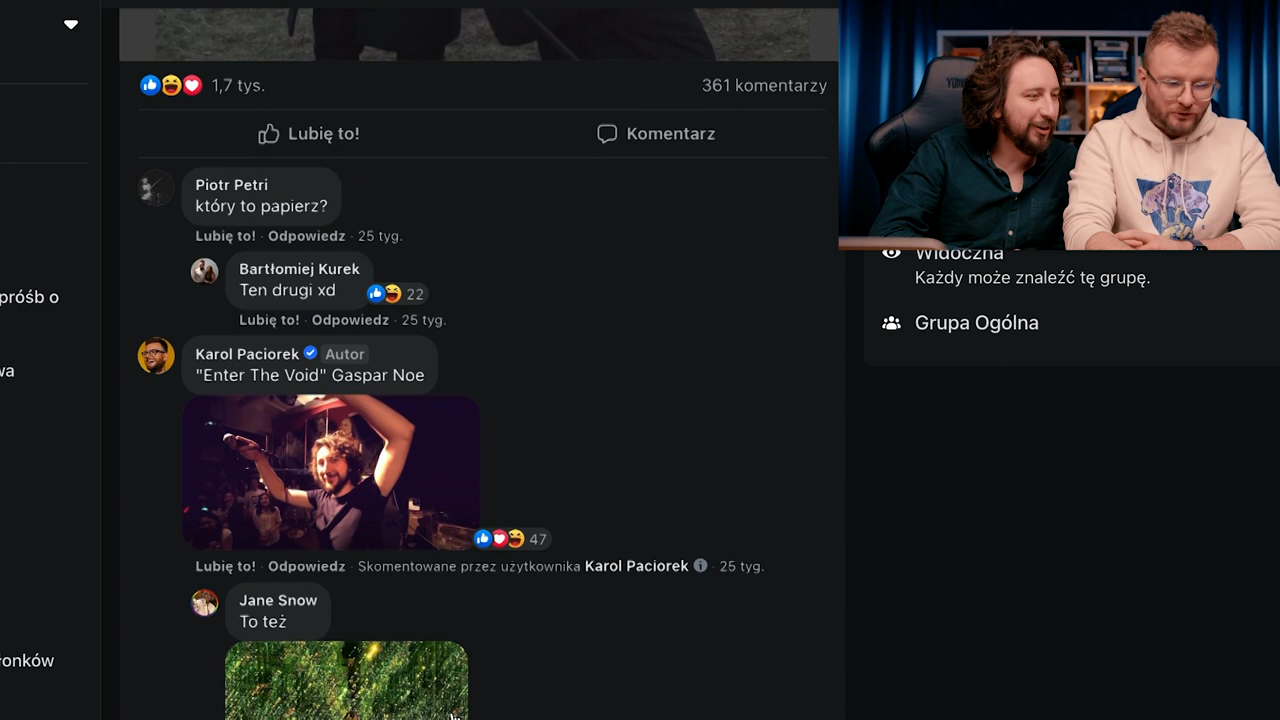 1,7 tys.
361 komentarzy
Lubię to!
Komentarz
Piotr Petri
który to papierz?
Lubię to! · Odpowiedz · 25 tyg.
Bartłomiej Kurek
Ten drugi xd
22
Lubię to! · Odpowiedz · 25 tyg.
Karol Paciorek Autor
"Enter The Void" Gaspar Noe
47
Lubię to! · Odpowiedz · Skomentowane przez użytkownika Karol Paciorek · 25 tyg.
Jane Snow
To też
próśb o
wa
łonków
Widoczna
Każdy może znaleźć tę grupę.
Grupa Ogólna